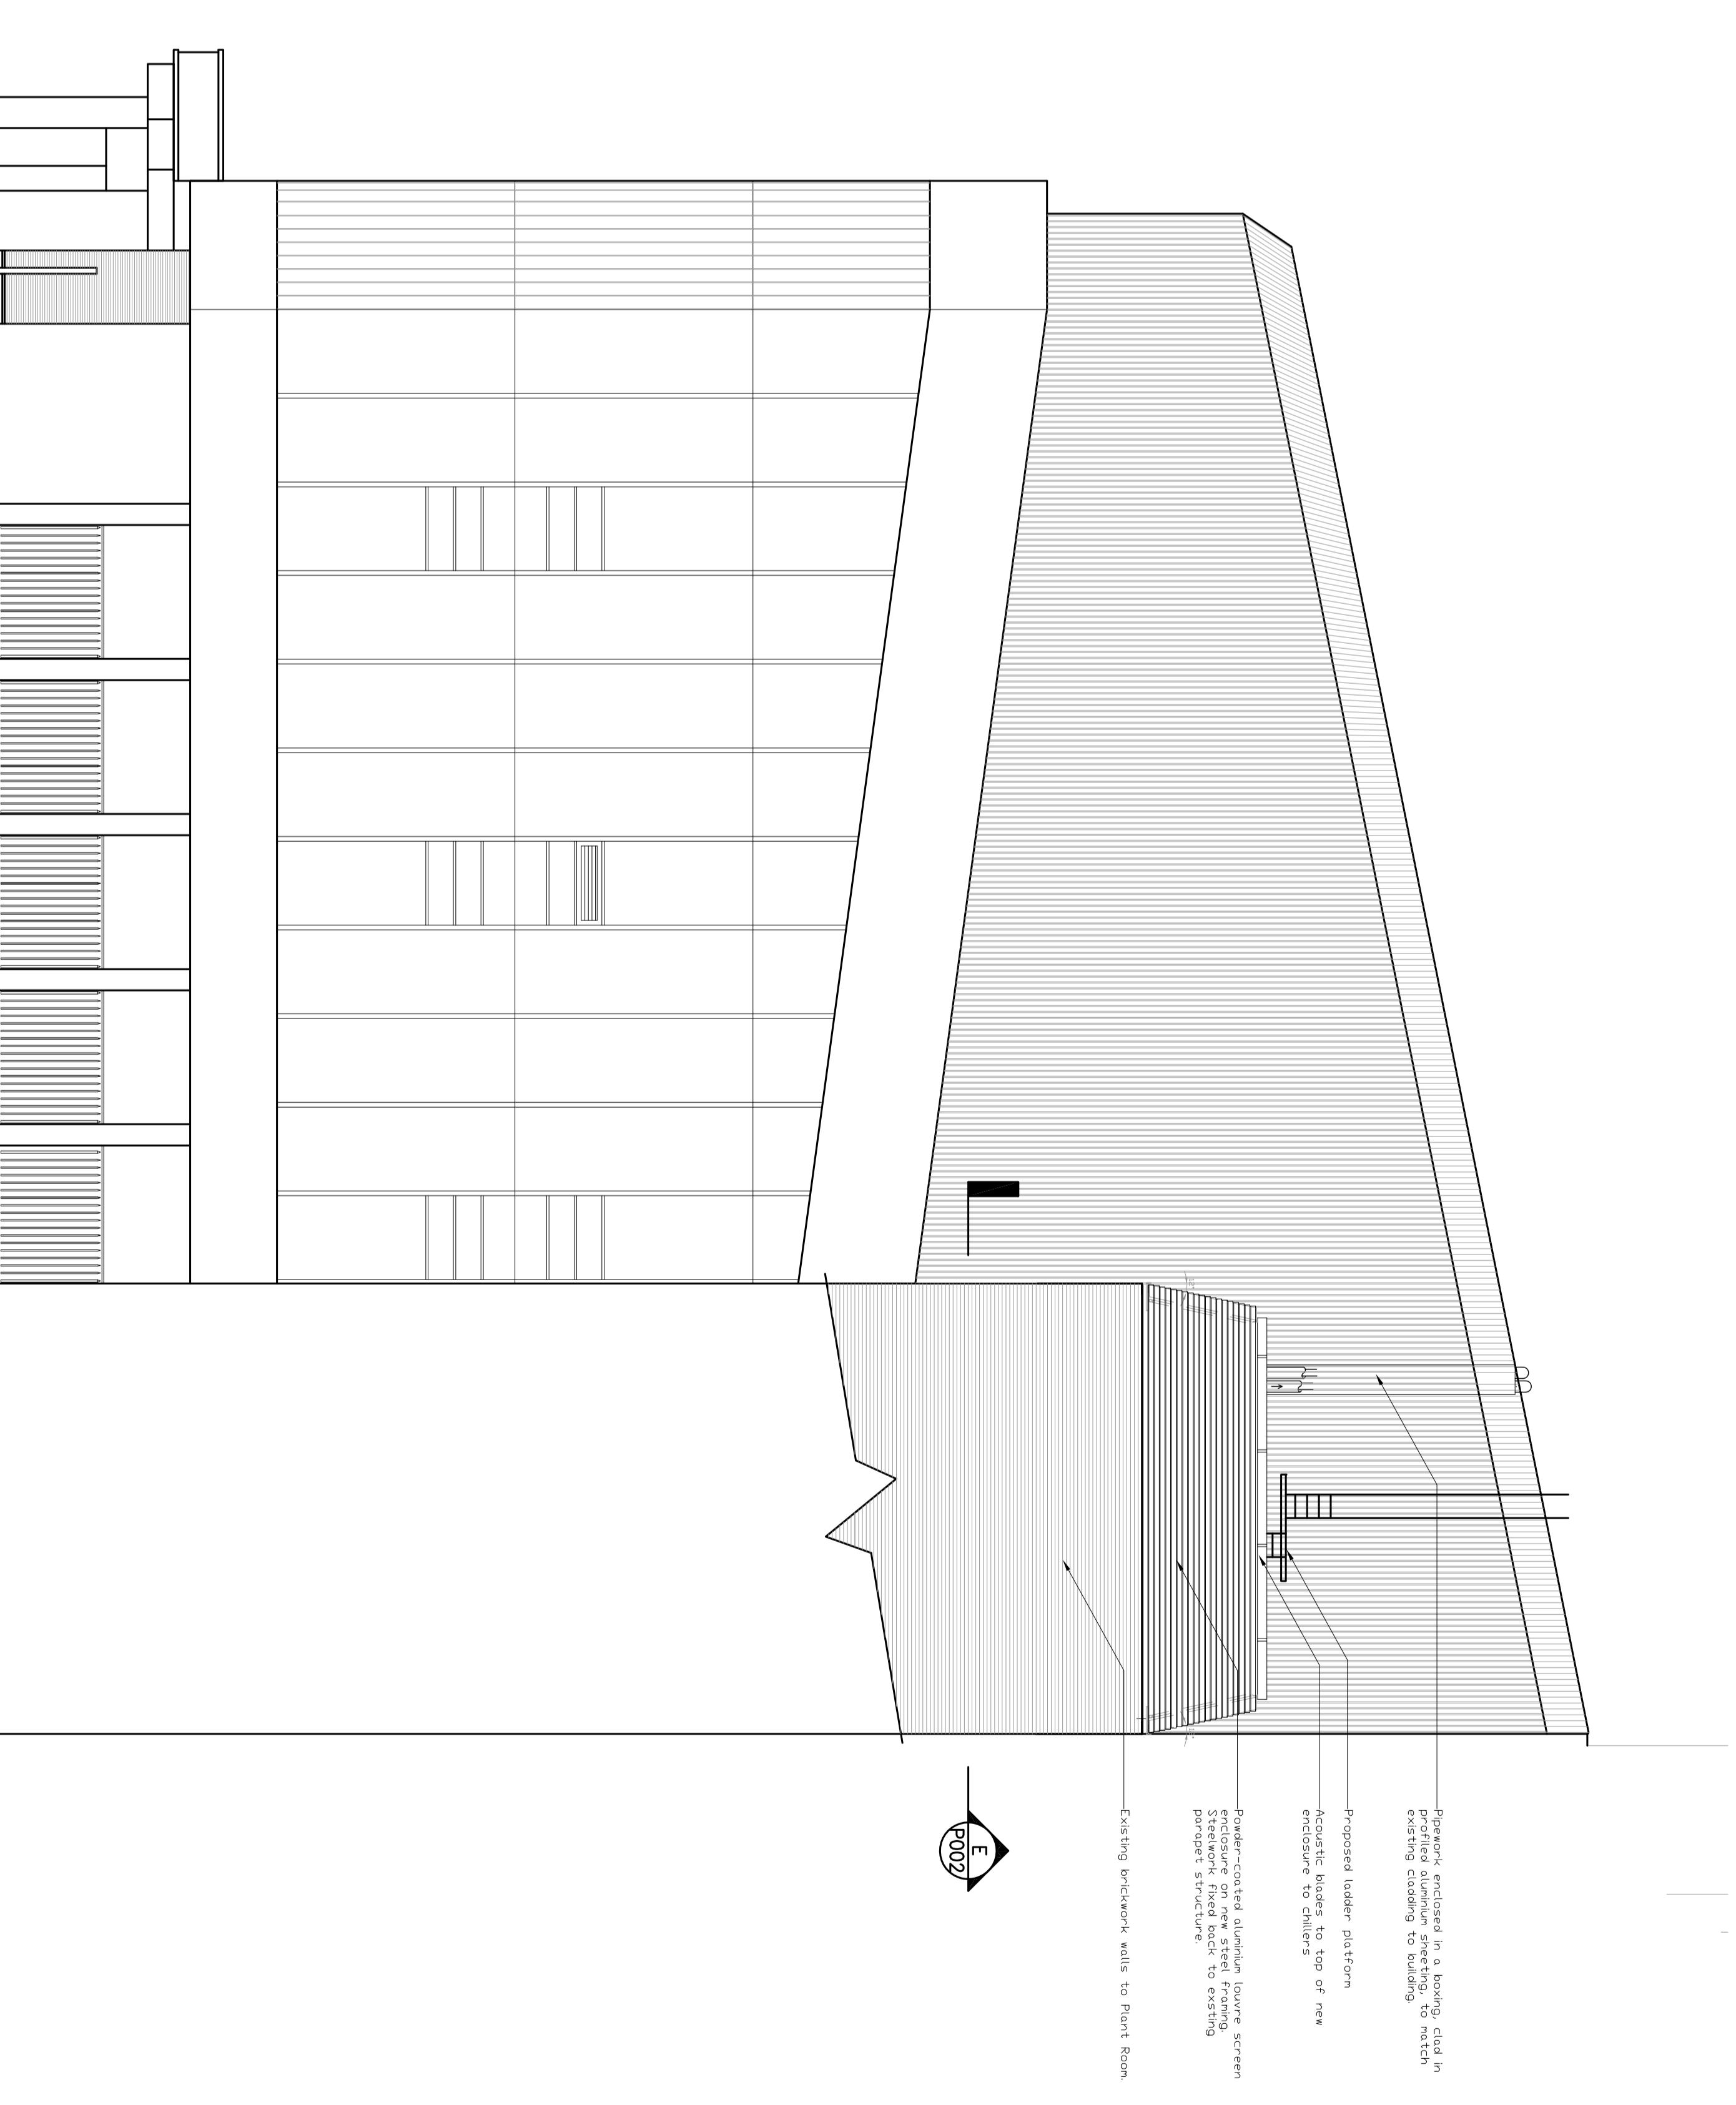 Pipework enclosed in a boxing, clad in
profiled aluminium sheeting, to match
existing cladding to building.
Proposed ladder platform
Acoustic blades to top of new
enclosure to chillers
Powder-coated aluminium louvre screen
enclosure on new steel framing.
Steelwork fixed back to exsting
parapet structure.
Existing brickwork walls to Plant Room.
E
P002